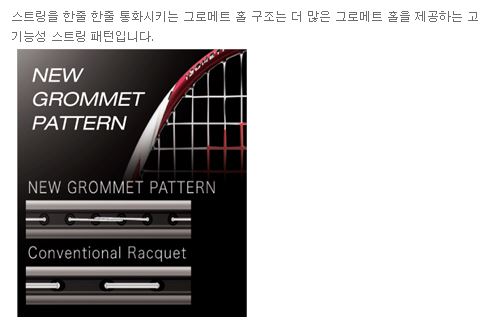 스트링을 한줄 한줄 통화시키는 그로메트 홀 구조는 더 많은 그로메트 홀을 제공하는 고
기능성 스트링 패턴입니다.
NEW
GROMMET
PATTERN
NEW GROMMET PATTERN
Conventional Racquet